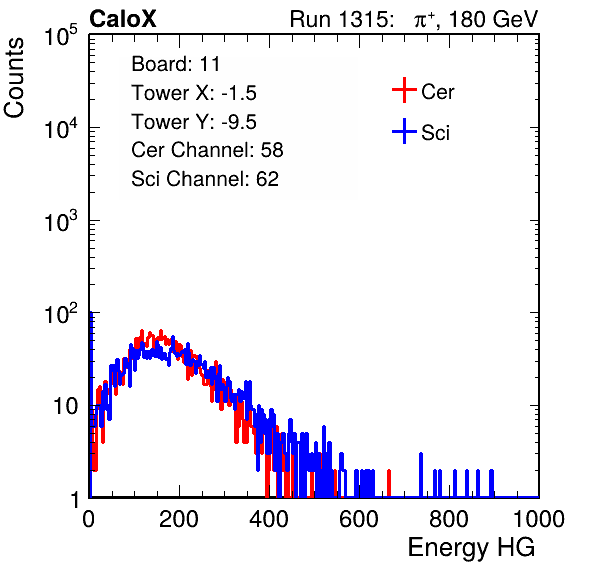 CaloX Run 1315: π⁺, 180 GeV
Counts
10⁵
10⁴
10³
10²
10
1
Board: 11
Tower X: -1.5
Tower Y: -9.5
Cer Channel: 58
Sci Channel: 62
Cer
Sci
0 200 400 600 800 1000
Energy HG